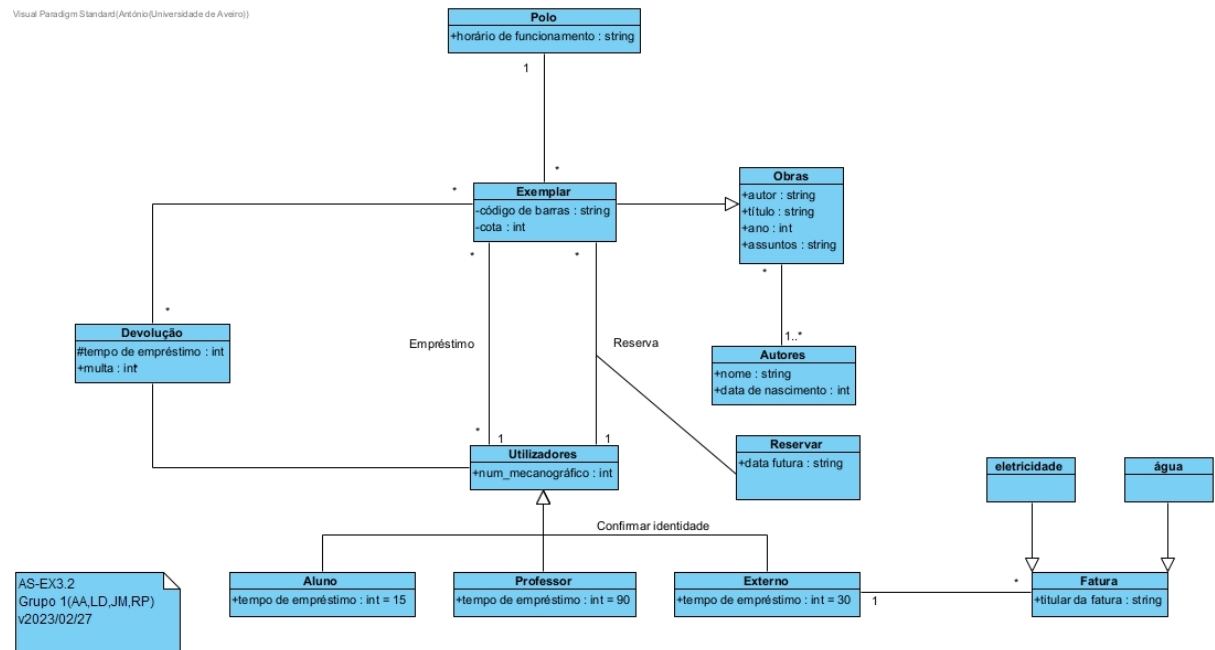 Visual Paradigm Standard(António(Universidade de Aveiro))
Polo
+horário de funcionamento : string
1
*
Exemplar
-código de barras : string
-cota : int
*
*
*
*
Obras
+autor : string
+título : string
+ano : int
+assuntos : string
*
1..*
Autores
+nome : string
+data de nascimento : int
Devolução
#tempo de empréstimo : int
+multa : int
Empréstimo
Reserva
*
1
1
Utilizadores
+num_mecanográfico : int
Reservar
+data futura : string
eletricidade
água
Confirmar identidade
Aluno
+tempo de empréstimo : int = 15
Professor
+tempo de empréstimo : int = 90
Externo
+tempo de empréstimo : int = 30
1
*
Fatura
+titular da fatura : string
AS-EX3.2
Grupo 1(AA,LD,JM,RP)
v2023/02/27